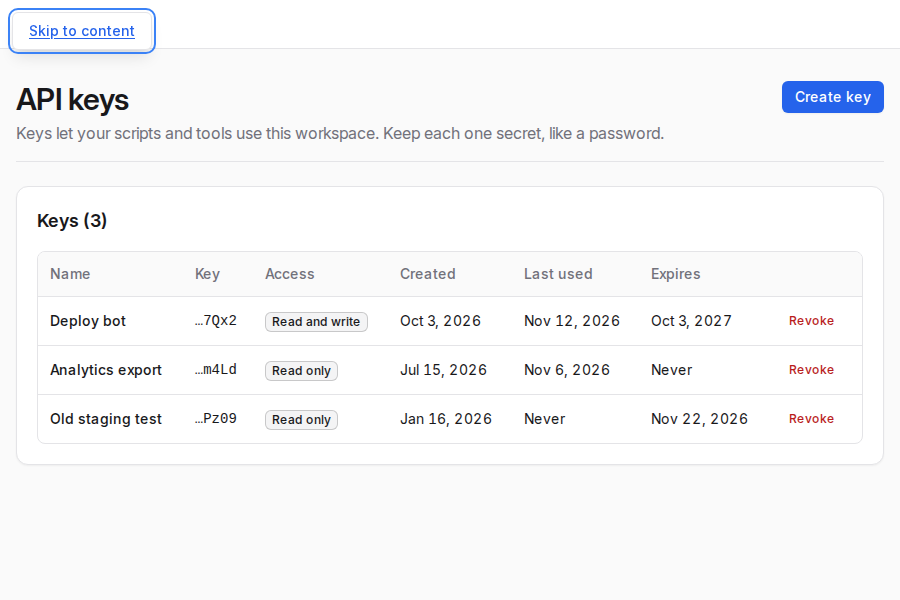 Skip to content
API keys
Create key
Keys let your scripts and tools use this workspace. Keep each one secret, like a password.
Keys (3)
Name Key Access Created Last used Expires
Deploy bot …7Qx2 Read and write Oct 3, 2026 Nov 12, 2026 Oct 3, 2027 Revoke
Analytics export …m4Ld Read only Jul 15, 2026 Nov 6, 2026 Never Revoke
Old staging test …Pz09 Read only Jan 16, 2026 Never Nov 22, 2026 Revoke